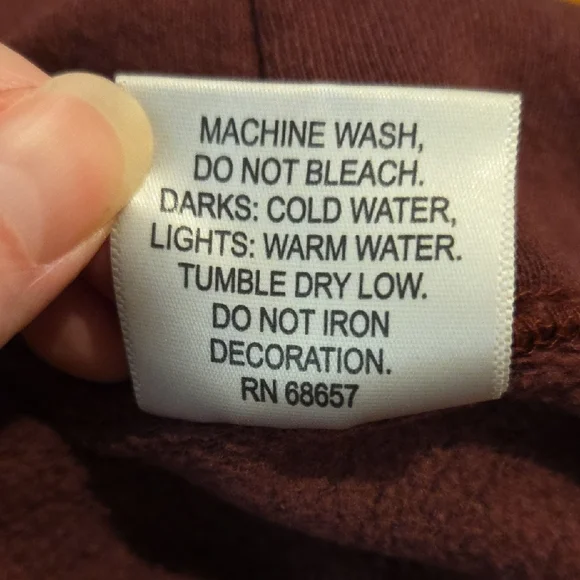 MACHINE WASH,
DO NOT BLEACH.
DARKS: COLD WATER,
LIGHTS: WARM WATER.
TUMBLE DRY LOW.
DO NOT IRON
DECORATION.
RN 68657